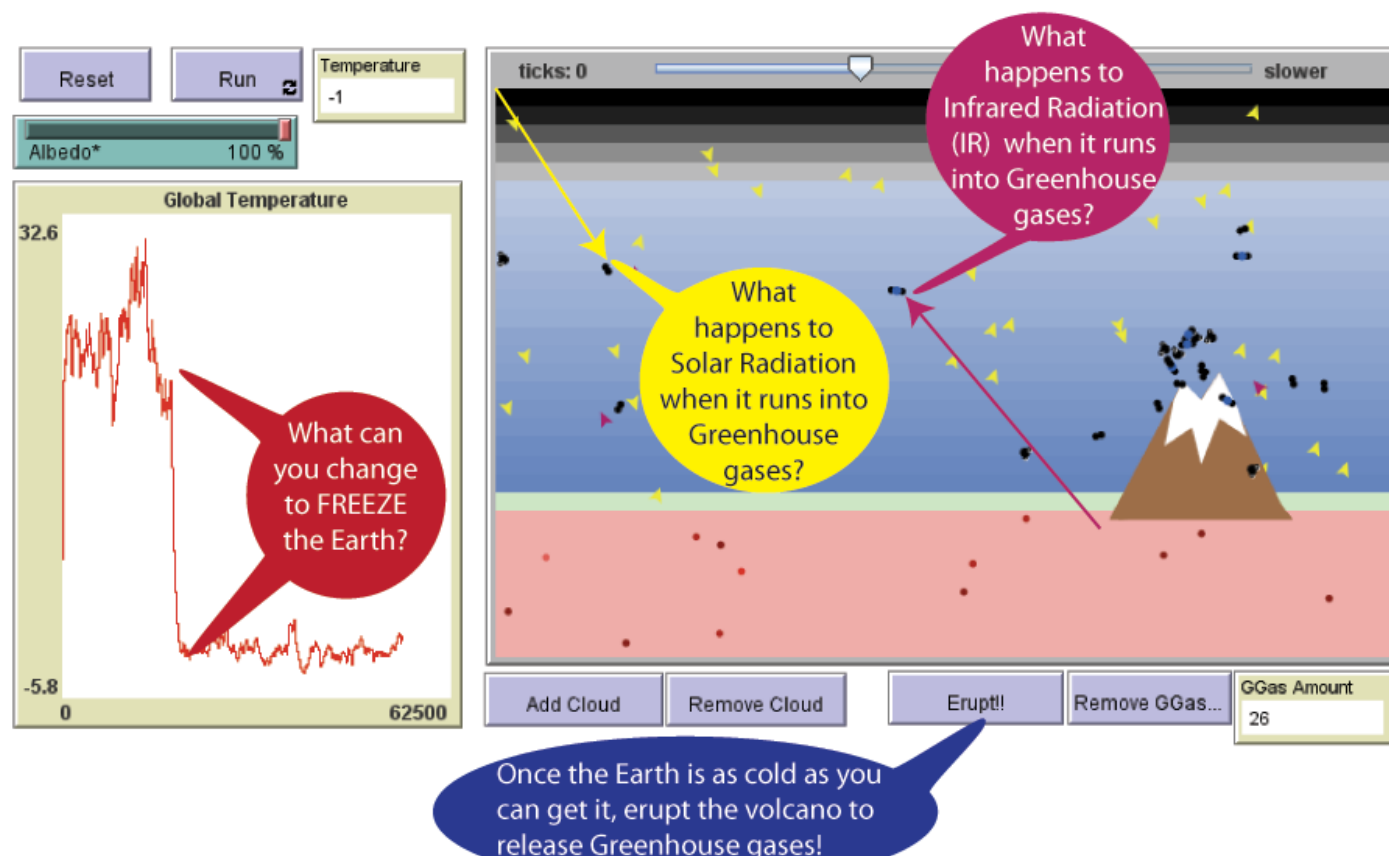 Reset
Run
Temperature
-1
Albedo*
100 %
Global Temperature
32.6
-5.8
0
62500
What can
you change
to FREEZE
the Earth?
ticks: 0
slower
What
happens to
Infrared Radiation
(IR) when it runs
into Greenhouse
gases?
What
happens to
Solar Radiation
when it runs into
Greenhouse
gases?
Add Cloud
Remove Cloud
Erupt!!
Remove GGas...
GGas Amount
26
Once the Earth is as cold as you
can get it, erupt the volcano to
release Greenhouse gases!